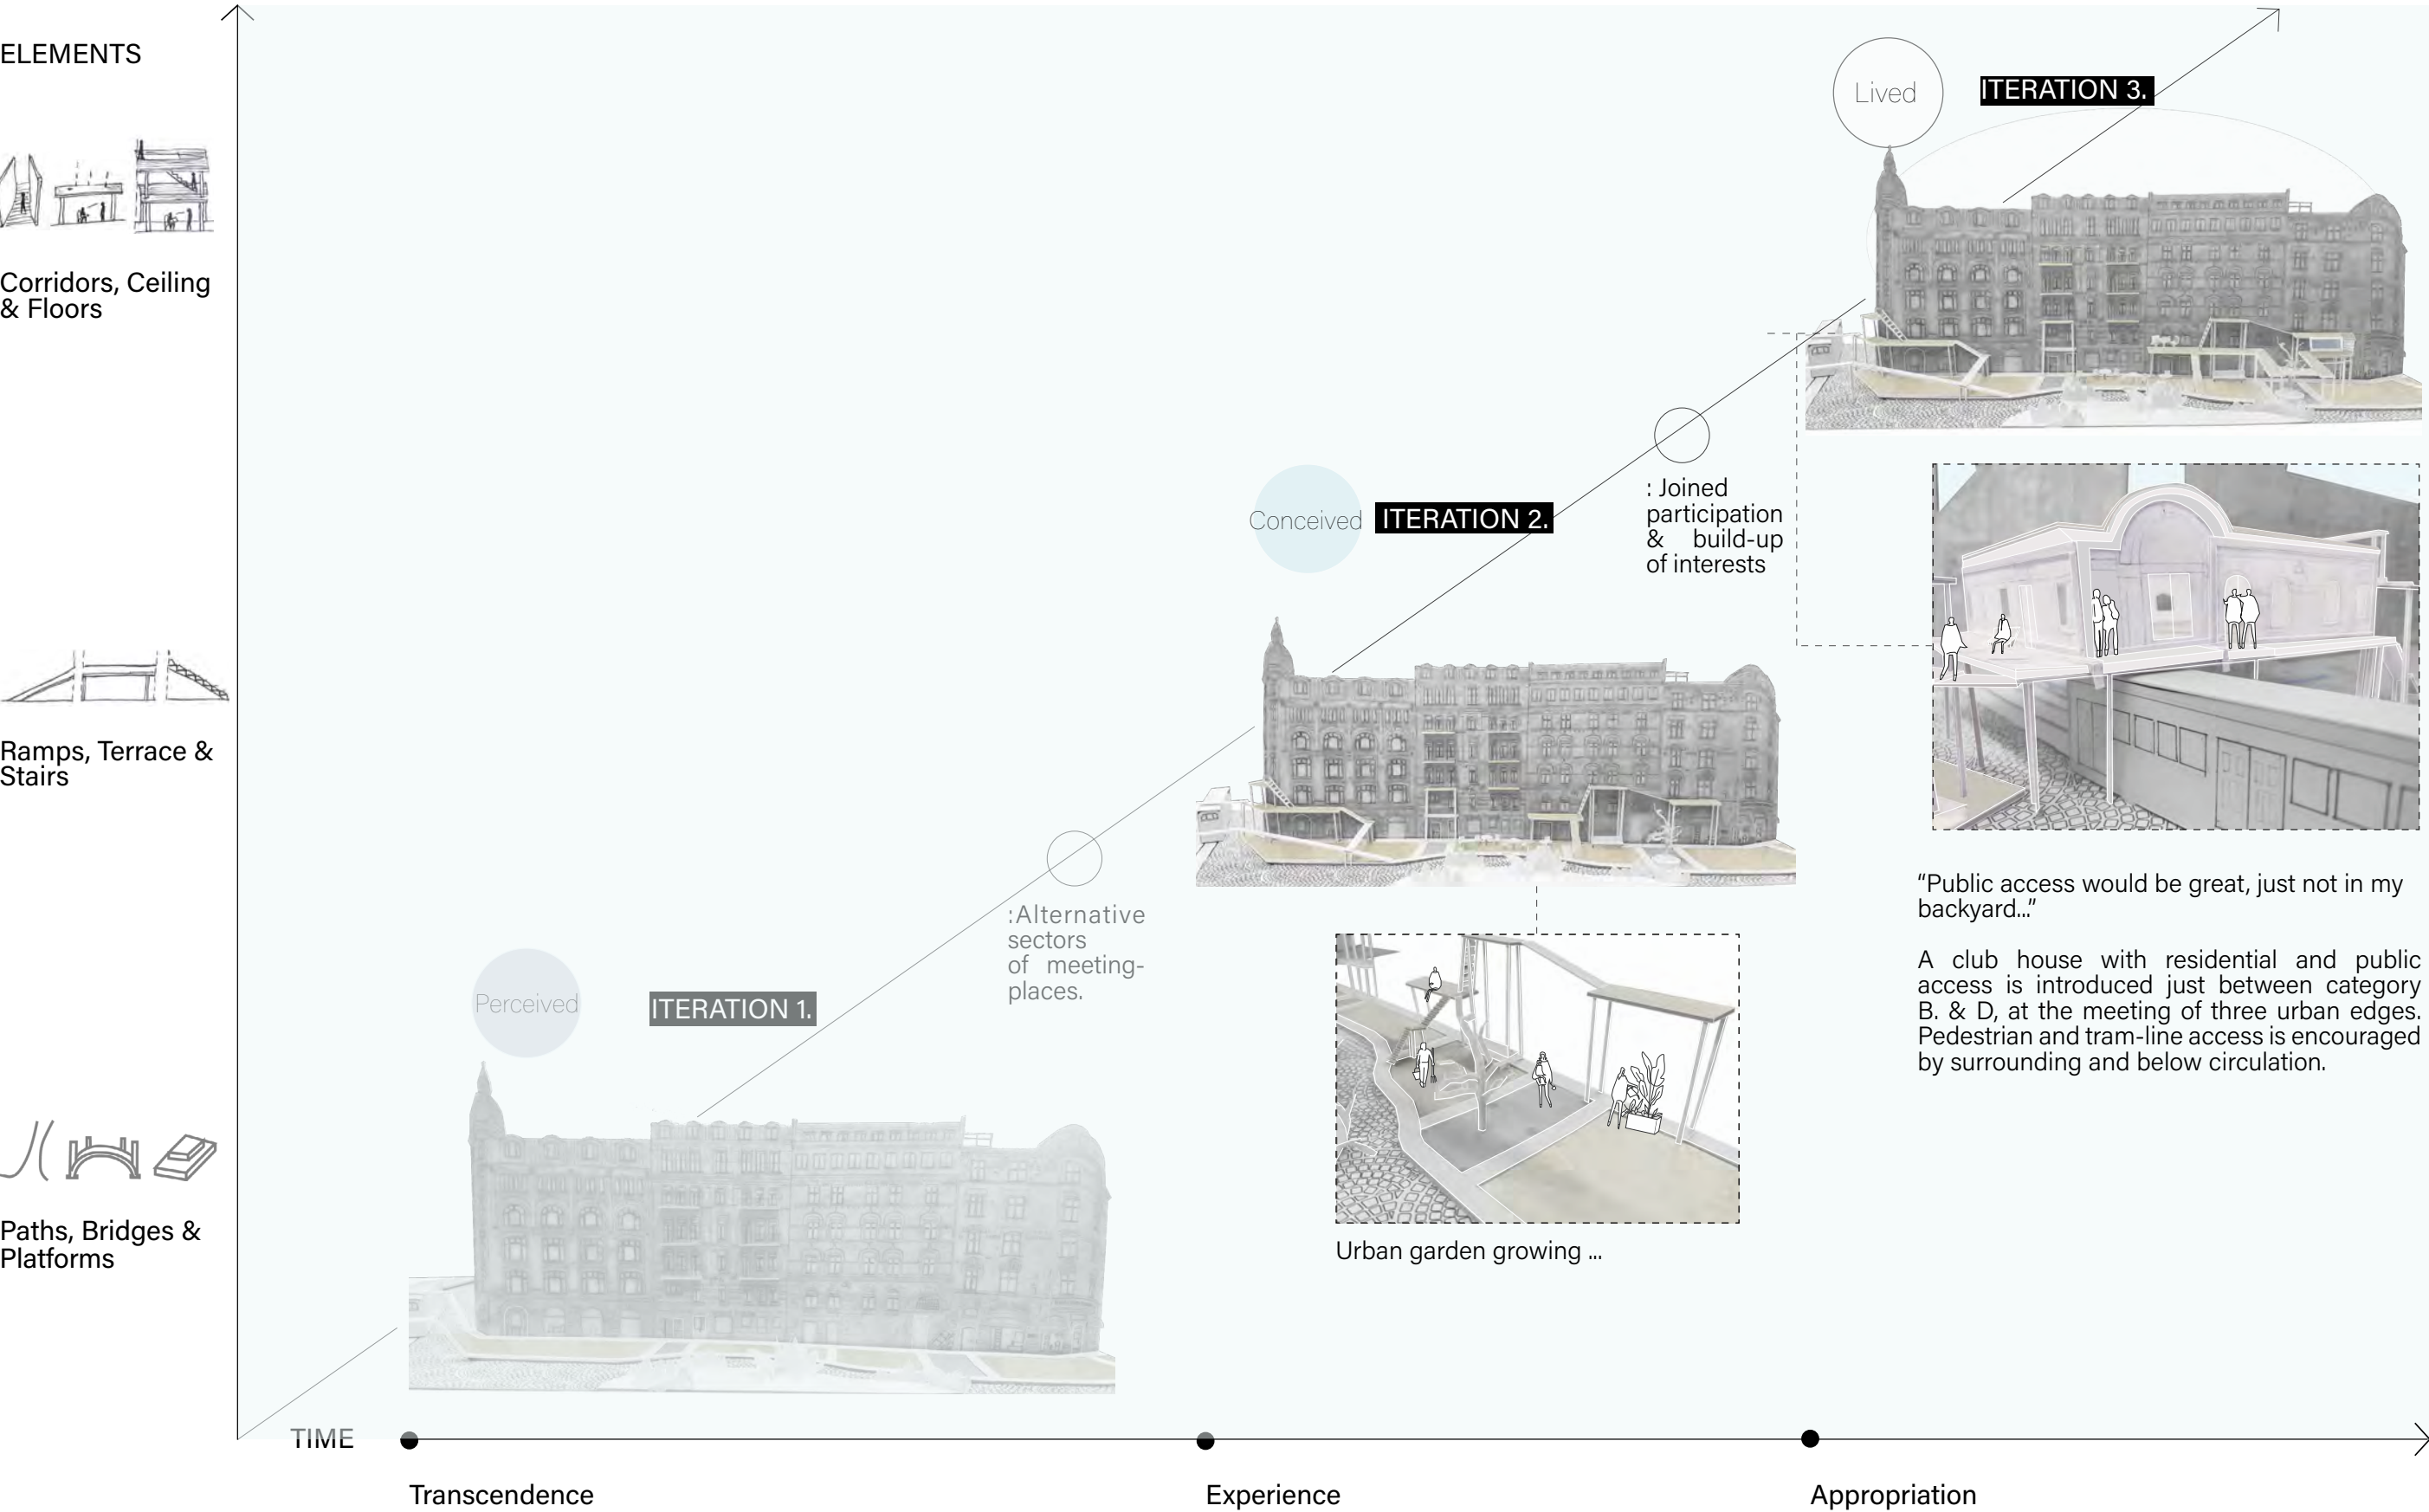 ELEMENTS
Corridors, Ceiling
& Floors
Ramps, Terrace &
Stairs
Paths, Bridges &
Platforms
Lived
ITERATION 3.
Conceived
ITERATION 2.
: Joined
participation
& build-up
of interests
Perceived
ITERATION 1.
:Alternative
sectors
of meeting-
places.
Urban garden growing ...
“Public access would be great, just not in my
backyard...”
A club house with residential and public
access is introduced just between category
B. & D, at the meeting of three urban edges.
Pedestrian and tram-line access is encouraged
by surrounding and below circulation.
TIME
Transcendence
Experience
Appropriation